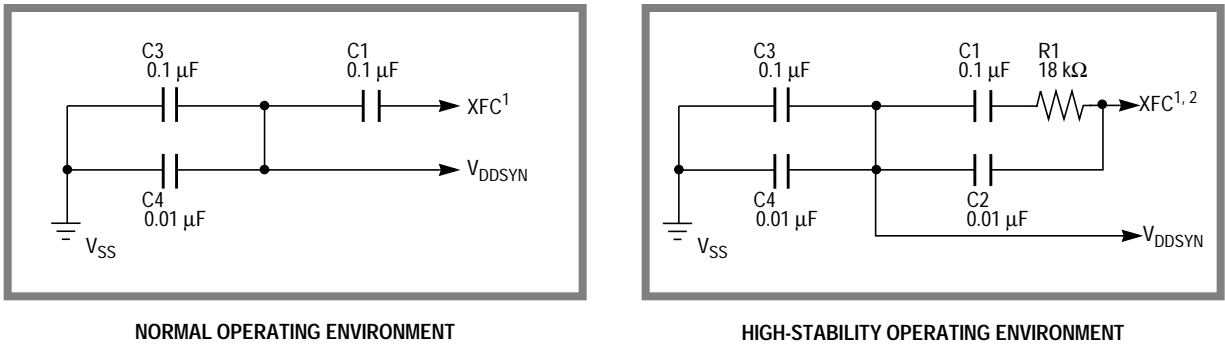 C3
0.1 μF
C1
0.1 μF
XFC1
C4
0.01 μF
VDDSYN
VSS
NORMAL OPERATING ENVIRONMENT
C3
0.1 μF
C1
0.1 μF
R1
18 kΩ
XFC1, 2
C4
0.01 μF
C2
0.01 μF
VDDSYN
VSS
HIGH-STABILITY OPERATING ENVIRONMENT